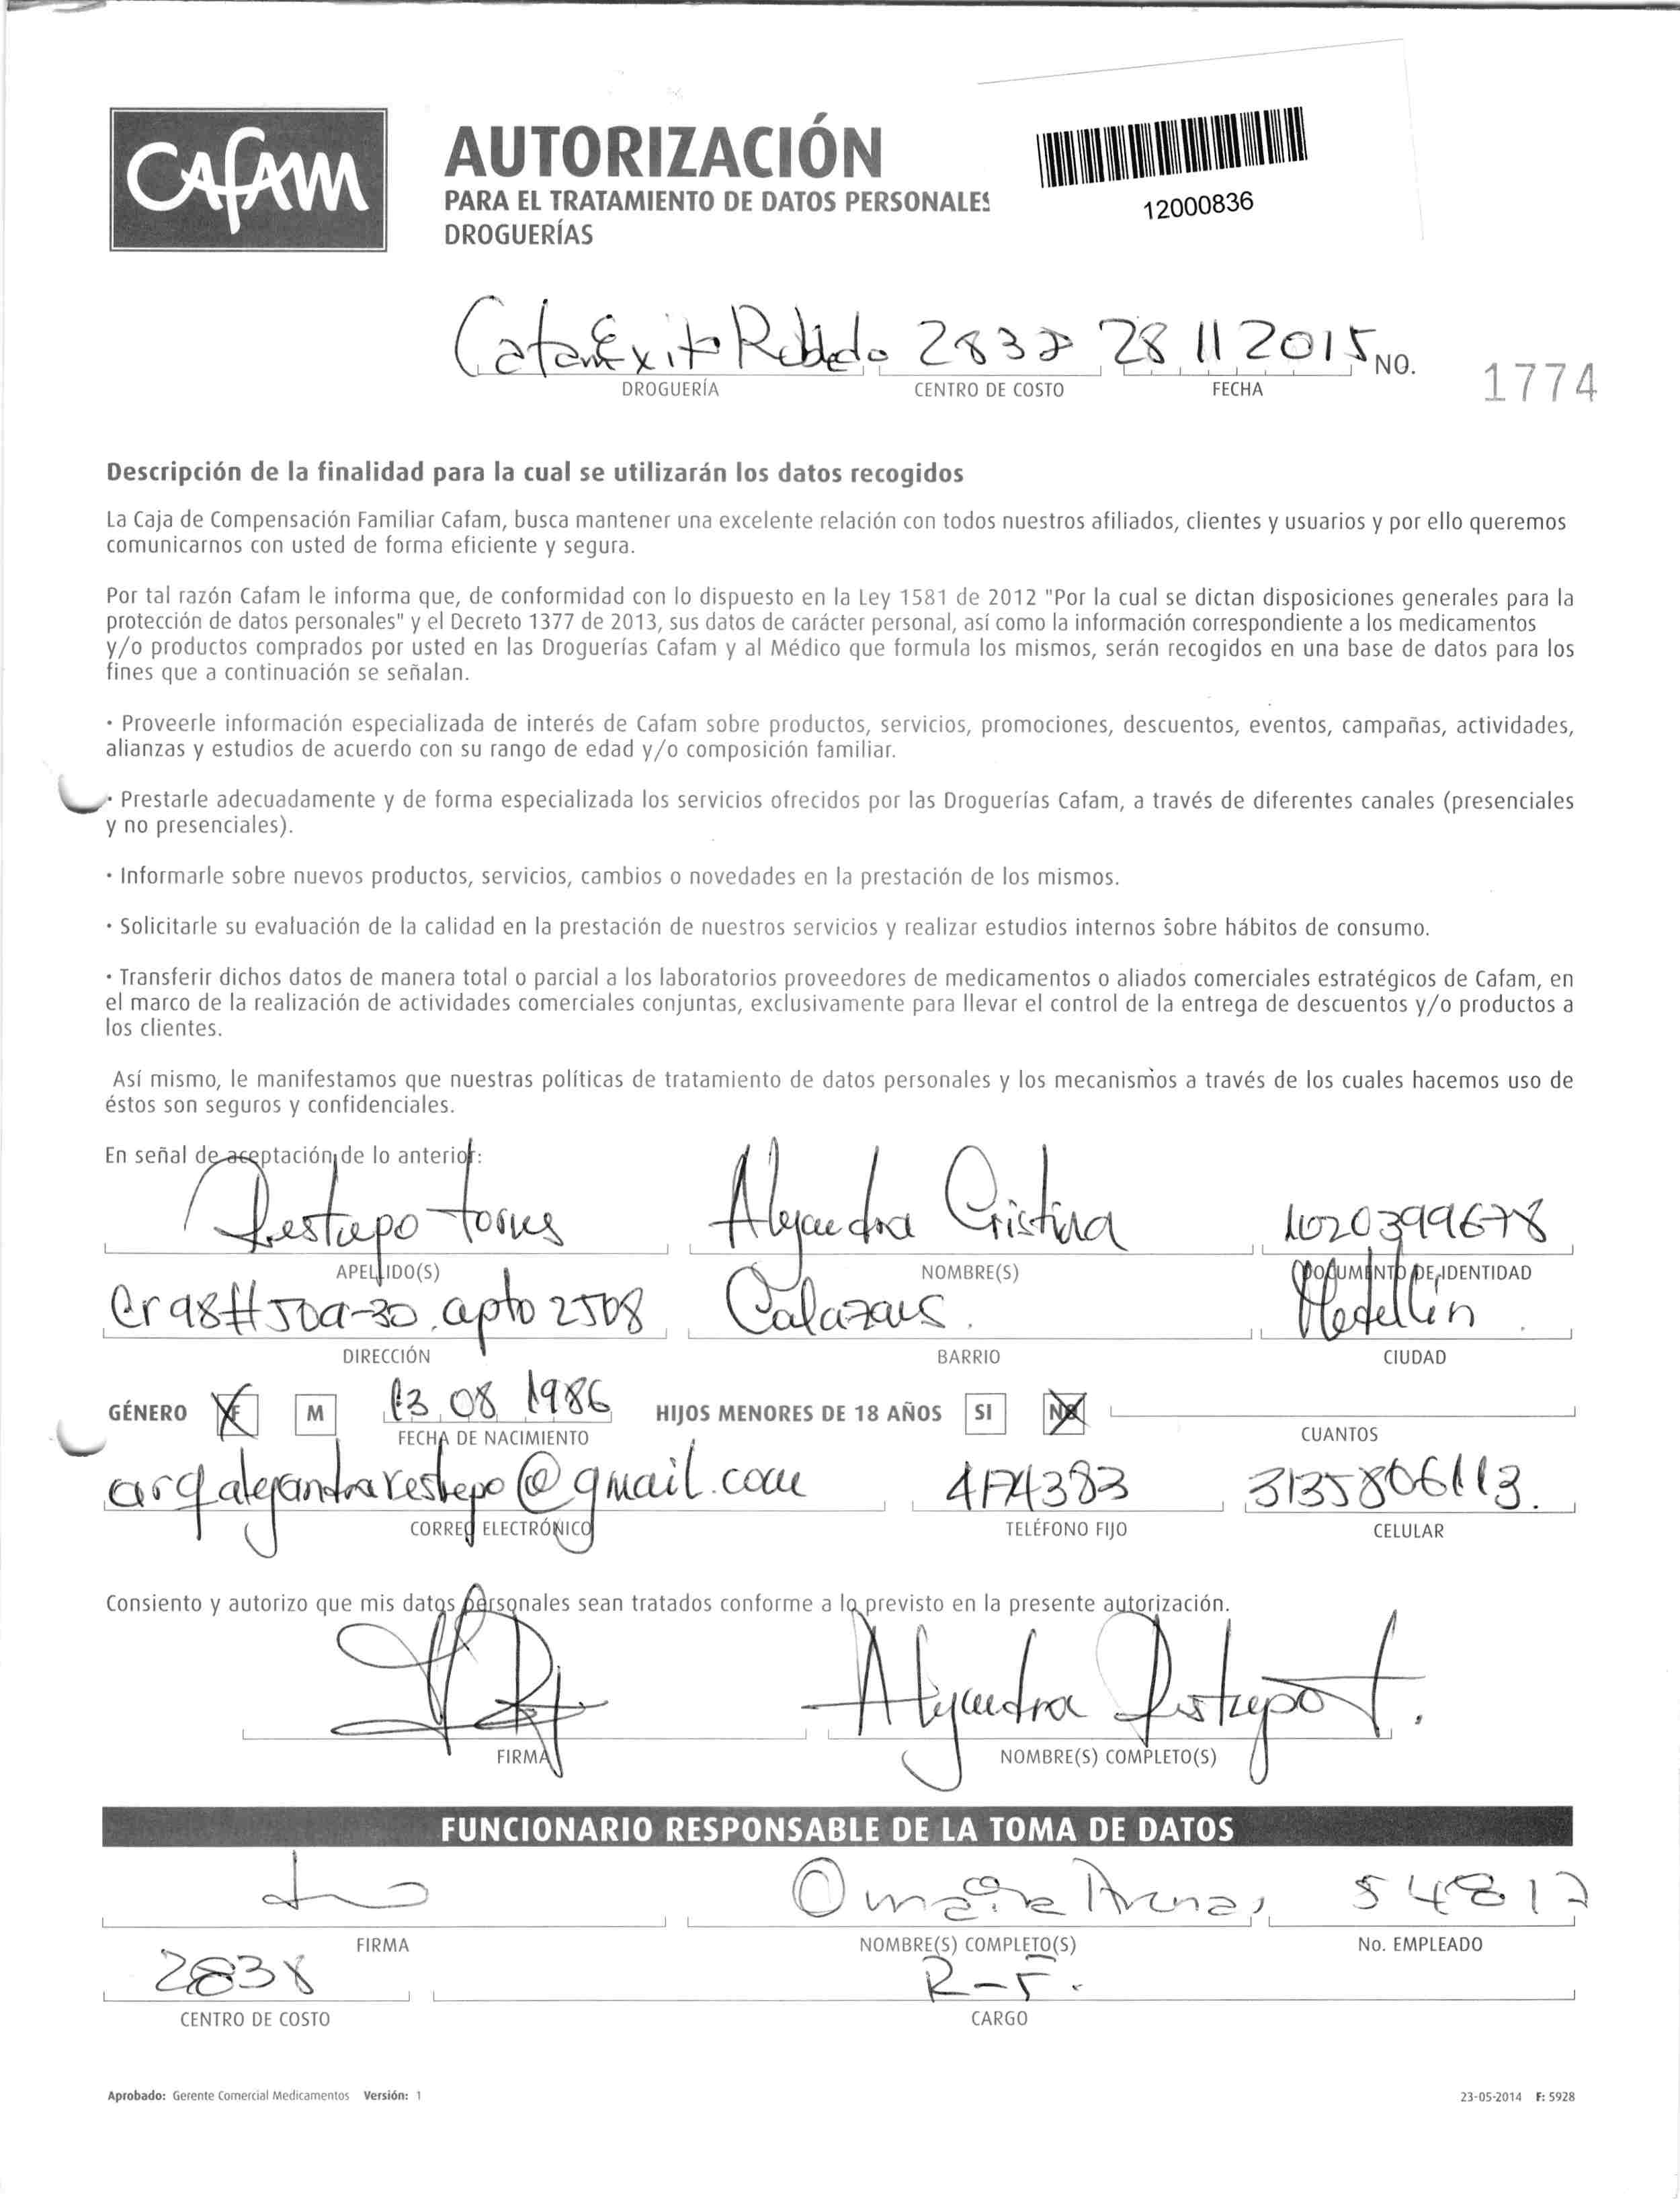 Cafam
AUTORIZACIÓN
PARA EL TRATAMIENTO DE DATOS PERSONALES
DROGUERÍAS
12000836
Cafam Exito Robledo 2838 28 11 2015 NO. 1774
DROGUERÍA CENTRO DE COSTO FECHA
Descripción de la finalidad para la cual se utilizarán los datos recogidos
La Caja de Compensación Familiar Cafam, busca mantener una excelente relación con todos nuestros afiliados, clientes y usuarios y por ello queremos
comunicarnos con usted de forma eficiente y segura.
Por tal razón Cafam le informa que, de conformidad con lo dispuesto en la Ley 1581 de 2012 "Por la cual se dictan disposiciones generales para la
protección de datos personales" y el Decreto 1377 de 2013, sus datos de carácter personal, así como la información correspondiente a los medicamentos
y/o productos comprados por usted en las Droguerías Cafam y al Médico que formula los mismos, serán recogidos en una base de datos para los
fines que a continuación se señalan.
· Proveerle información especializada de interés de Cafam sobre productos, servicios, promociones, descuentos, eventos, campañas, actividades,
alianzas y estudios de acuerdo con su rango de edad y/o composición familiar.
· Prestarle adecuadamente y de forma especializada los servicios ofrecidos por las Droguerías Cafam, a través de diferentes canales (presenciales
y no presenciales).
· Informarle sobre nuevos productos, servicios, cambios o novedades en la prestación de los mismos.
· Solicitarle su evaluación de la calidad en la prestación de nuestros servicios y realizar estudios internos sobre hábitos de consumo.
· Transferir dichos datos de manera total o parcial a los laboratorios proveedores de medicamentos o aliados comerciales estratégicos de Cafam, en
el marco de la realización de actividades comerciales conjuntas, exclusivamente para llevar el control de la entrega de descuentos y/o productos a
los clientes.
Así mismo, le manifestamos que nuestras políticas de tratamiento de datos personales y los mecanismos a través de los cuales hacemos uso de
éstos son seguros y confidenciales.
En señal de aceptación de lo anterior:
Restrepo torres Alejandra Cristina 1020399678
APELLIDO(S) NOMBRE(S) DOCUMENTO DE IDENTIDAD
Cr 98# 50a-30. apto 2508 Calazans. Medellín.
DIRECCIÓN BARRIO CIUDAD
GÉNERO F M 13 08 1986 HIJOS MENORES DE 18 AÑOS SI NO
FECHA DE NACIMIENTO CUANTOS
arqalejandrarestrepo@gmail.com 4174383 3135806113.
CORREO ELECTRÓNICO TELÉFONO FIJO CELULAR
Consiento y autorizo que mis datos personales sean tratados conforme a lo previsto en la presente autorización.
Alejandra Restrepo T.
FIRMA NOMBRE(S) COMPLETO(S)
FUNCIONARIO RESPONSABLE DE LA TOMA DE DATOS
Omaira Arenas 54817
FIRMA NOMBRE(S) COMPLETO(S) No. EMPLEADO
2838 R-F.
CENTRO DE COSTO CARGO
Aprobado: Gerente Comercial Medicamentos Versión: 1 23-05-2014 F: 5928